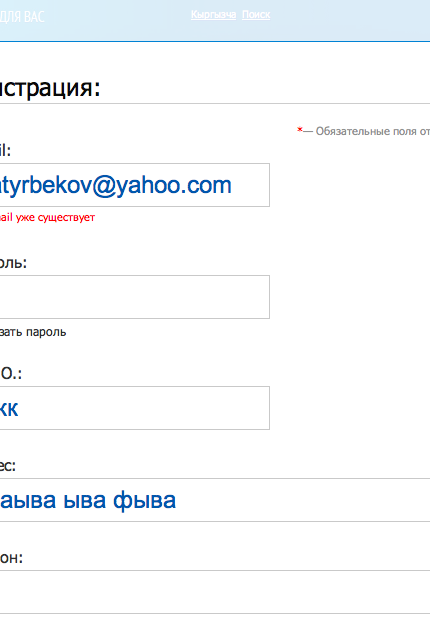 ДЛЯ ВАС
Кыргызча Поиск
истрация:
*— Обязательные поля от
il:
atyrbekov@yahoo.com
ail уже существует
оль:
зать пароль
О.:
кк
ес:
аыва ыва фыва
он: